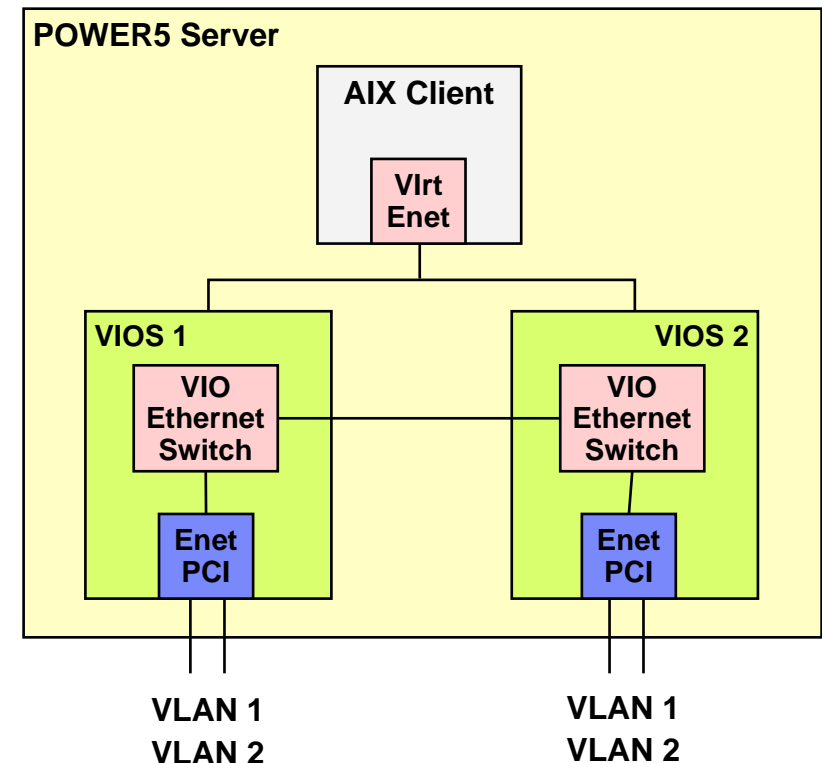 POWER5 Server
AIX Client
VIrt
Enet
VIOS 1
VIO
Ethernet
Switch
Enet
PCI
VIOS 2
VIO
Ethernet
Switch
Enet
PCI
VLAN 1
VLAN 2
VLAN 1
VLAN 2